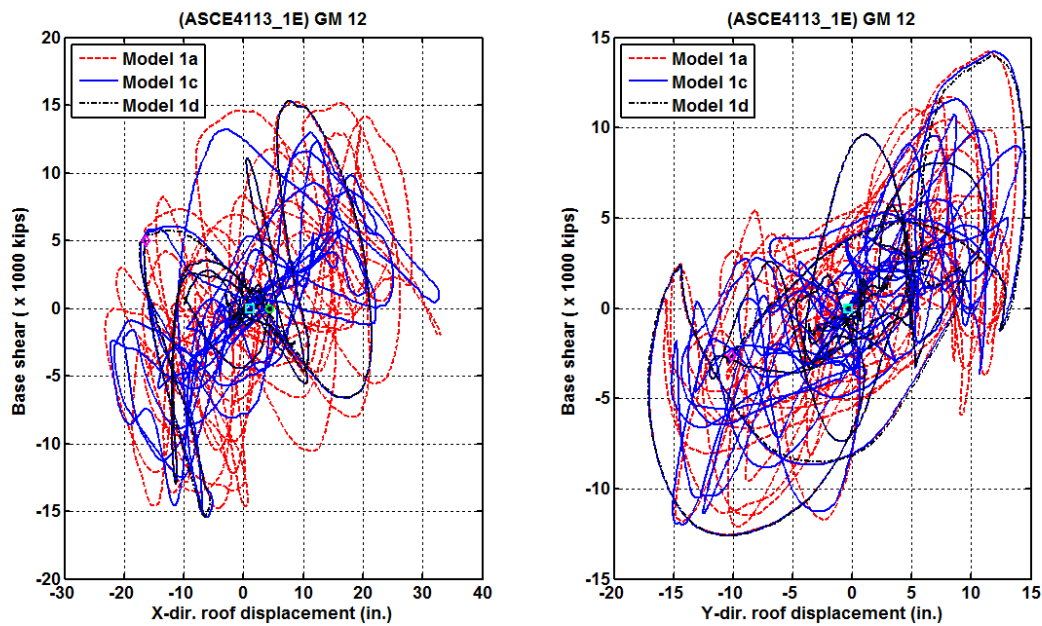 (ASCE4113_1E) GM 12
20
15
10
5
0
-5
-10
-15
-20
Base shear ( x 1000 kips)
Model 1a
Model 1c
Model 1d
-30
-20
-10
0
10
20
30
40
X-dir. roof displacement (in.)
(ASCE4113_1E) GM 12
15
10
5
0
-5
-10
-15
Base shear ( x 1000 kips)
Model 1a
Model 1c
Model 1d
-20
-15
-10
-5
0
5
10
15
Y-dir. roof displacement (in.)